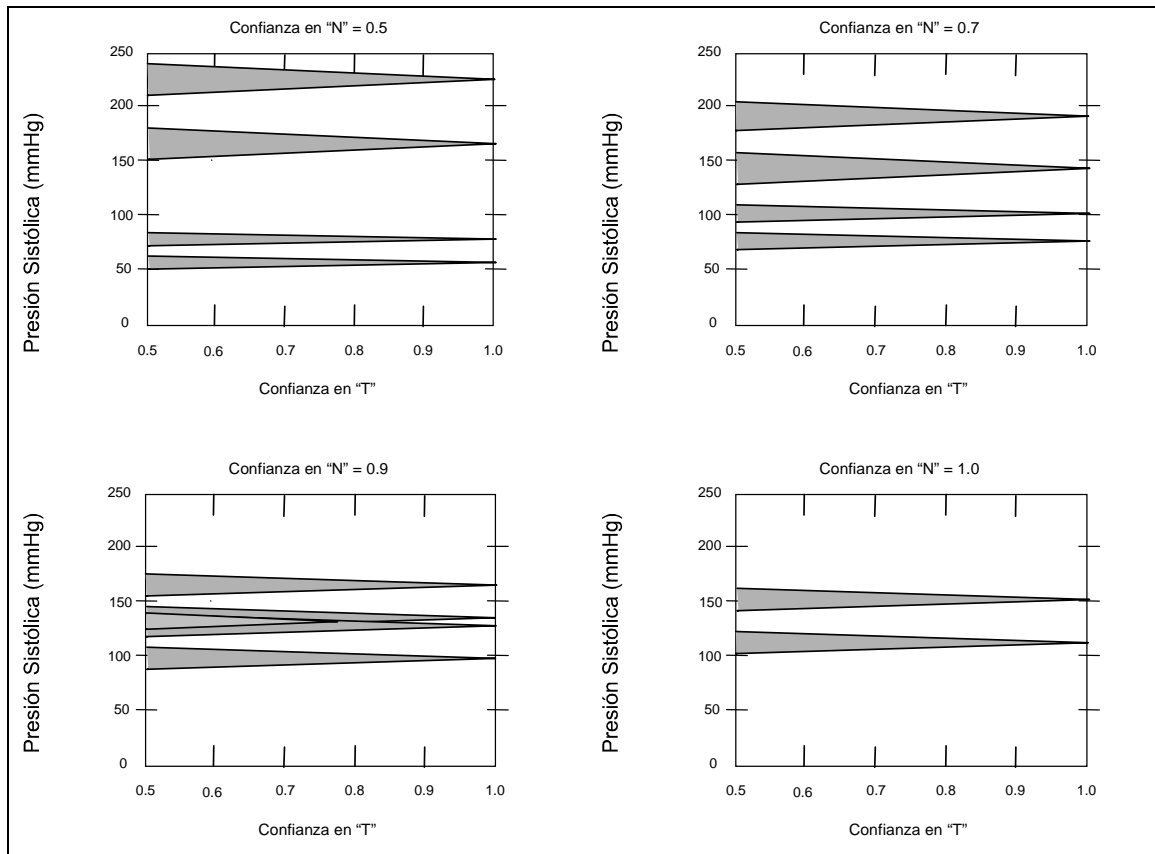 Confianza en “N” = 0.5
Presión Sistólica (mmHg)
250
200
150
100
50
0
0.5 0.6 0.7 0.8 0.9 1.0
Confianza en “T”
Confianza en “N” = 0.7
Presión Sistólica (mmHg)
250
200
150
100
50
0
0.5 0.6 0.7 0.8 0.9 1.0
Confianza en “T”
Confianza en “N” = 0.9
Presión Sistólica (mmHg)
250
200
150
100
50
0
0.5 0.6 0.7 0.8 0.9 1.0
Confianza en “T”
Confianza en “N” = 1.0
Presión Sistólica (mmHg)
250
200
150
100
50
0
0.5 0.6 0.7 0.8 0.9 1.0
Confianza en “T”